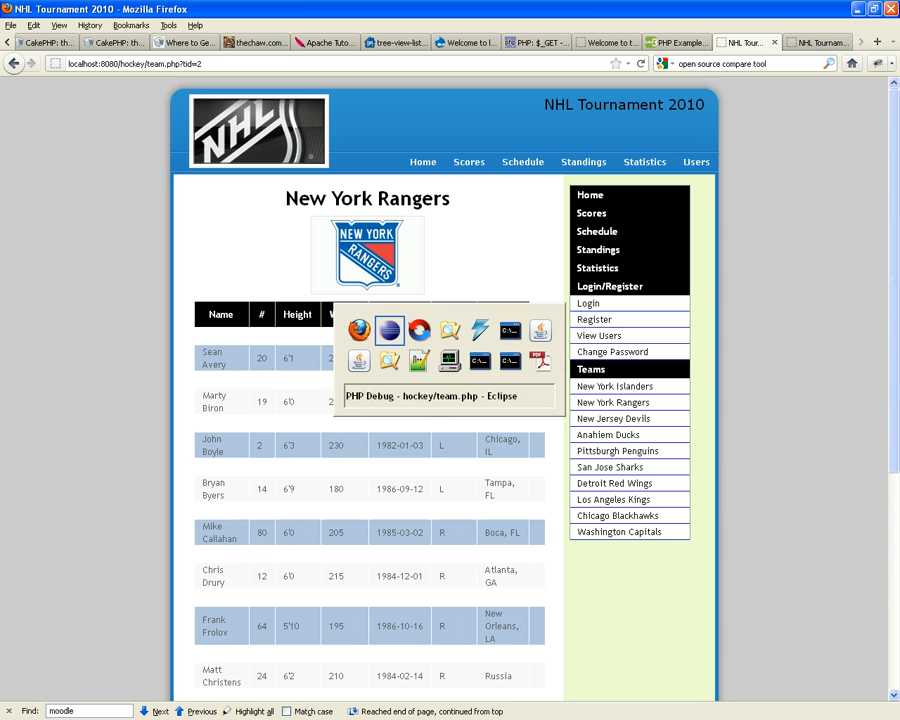 NHL Tournament 2010 - Mozilla Firefox
File Edit View History Bookmarks Tools Help
CakePHP: th... CakePHP: th... Where to Ge... thechaw.com... Apache Tuto... tree-view-list... Welcome to l... PHP: $_GET - ... Welcome to t... PHP Example... NHL Tour... NHL Tournam...
localhost:8080/hockey/team.php?tid=2 open source compare tool
NHL
NHL Tournament 2010
Home Scores Schedule Standings Statistics Users
New York Rangers
NEW YORK
RANGERS
Name # Height
Sean Avery 20 6'1
Marty Biron 19 6'0
John Boyle 2 6'3 230 1982-01-03 L Chicago, IL
Bryan Byers 14 6'9 180 1986-09-12 L Tampa, FL
Mike Callahan 80 6'0 205 1985-03-02 R Boca, FL
Chris Drury 12 6'0 215 1984-12-01 R Atlanta, GA
Frank Frolov 64 5'10 195 1986-10-16 R New Orleans, LA
Matt Christens 24 6'2 210 1984-02-14 R Russia
C:\...
C:\... C:\... PDF
PHP Debug - hockey/team.php - Eclipse
Home
Scores
Schedule
Standings
Statistics
Login/Register
Login
Register
View Users
Change Password
Teams
New York Islanders
New York Rangers
New Jersey Devils
Anahiem Ducks
Pittsburgh Penguins
San Jose Sharks
Detroit Red Wings
Los Angeles Kings
Chicago Blackhawks
Washington Capitals
Find: moodle Next Previous Highlight all Match case Reached end of page, continued from top